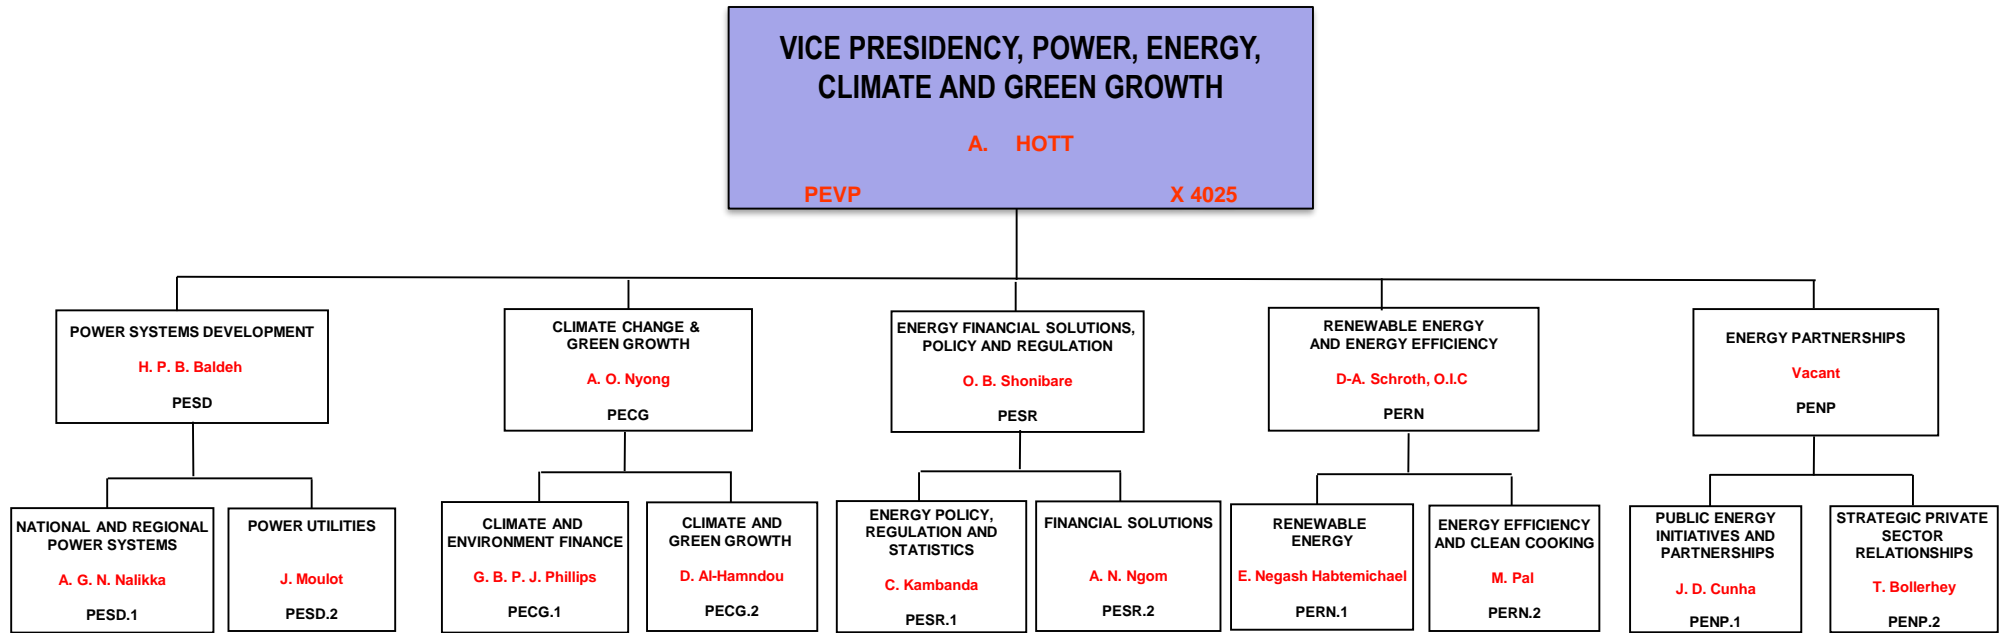 VICE PRESIDENCY, POWER, ENERGY,
CLIMATE AND GREEN GROWTH
A. HOTT
PEVP X 4025
POWER SYSTEMS DEVELOPMENT
H. P. B. Baldeh
PESD
CLIMATE CHANGE &
GREEN GROWTH
A. O. Nyong
PECG
ENERGY FINANCIAL SOLUTIONS,
POLICY AND REGULATION
O. B. Shonibare
PESR
RENEWABLE ENERGY
AND ENERGY EFFICIENCY
D-A. Schroth, O.I.C
PERN
ENERGY PARTNERSHIPS
Vacant
PENP
NATIONAL AND REGIONAL
POWER SYSTEMS
A. G. N. Nalikka
PESD.1
POWER UTILITIES
J. Moulot
PESD.2
CLIMATE AND
ENVIRONMENT FINANCE
G. B. P. J. Phillips
PECG.1
CLIMATE AND
GREEN GROWTH
D. Al-Hamndou
PECG.2
ENERGY POLICY,
REGULATION AND
STATISTICS
C. Kambanda
PESR.1
FINANCIAL SOLUTIONS
A. N. Ngom
PESR.2
RENEWABLE
ENERGY
E. Negash Habtemichael
PERN.1
ENERGY EFFICIENCY
AND CLEAN COOKING
M. Pal
PERN.2
PUBLIC ENERGY
INITIATIVES AND
PARTNERSHIPS
J. D. Cunha
PENP.1
STRATEGIC PRIVATE
SECTOR
RELATIONSHIPS
T. Bollerhey
PENP.2